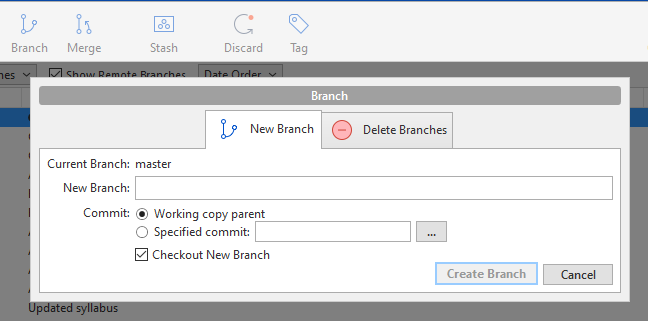 Branch Merge Stash Discard Tag
Show Remote Branches Date Order
Branch
New Branch Delete Branches
Current Branch: master
New Branch:
Commit: Working copy parent
Specified commit: ...
Checkout New Branch
Create Branch Cancel
Updated syllabus